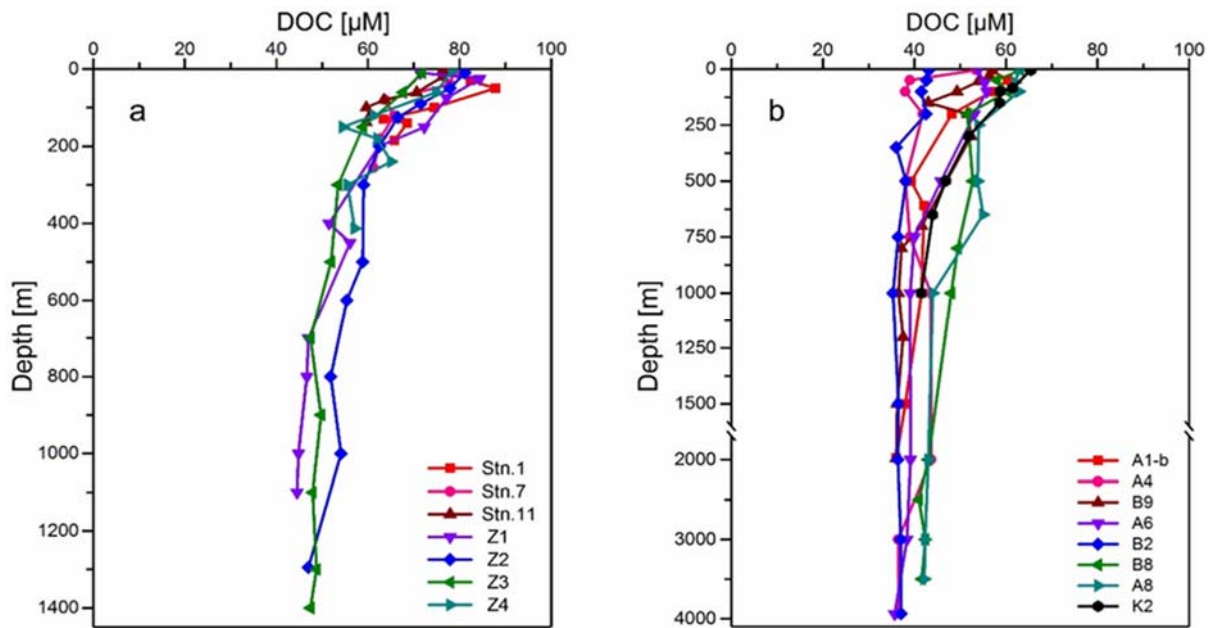 DOC [µM]
0 20 40 60 80 100
a
Depth [m]
0
200
400
600
800
1000
1200
1400
Stn.1
Stn.7
Stn.11
Z1
Z2
Z3
Z4
DOC [µM]
0 20 40 60 80 100
b
Depth [m]
0
250
500
750
1000
1250
1500
2000
3000
4000
A1-b
A4
B9
A6
B2
B8
A8
K2